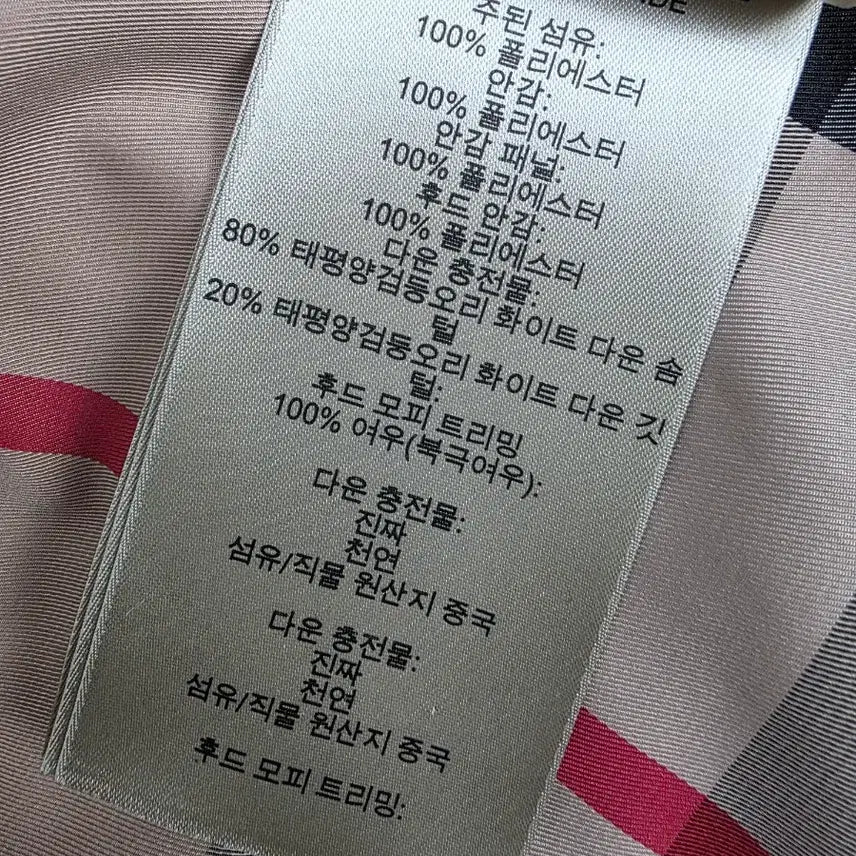 주된 섬유:
100% 폴리에스터
안감:
100% 폴리에스터
안감 패널:
100% 폴리에스터
후드 안감:
100% 폴리에스터
다운 충전물:
80% 태평양검둥오리 화이트 다운 솜
털
20% 태평양검둥오리 화이트 다운 깃
털:
후드 모피 트리밍
100% 여우(북극여우):
다운 충전물:
진짜
천연
섬유/직물 원산지 중국
다운 충전물:
진짜
천연
섬유/직물 원산지 중국
후드 모피 트리밍: